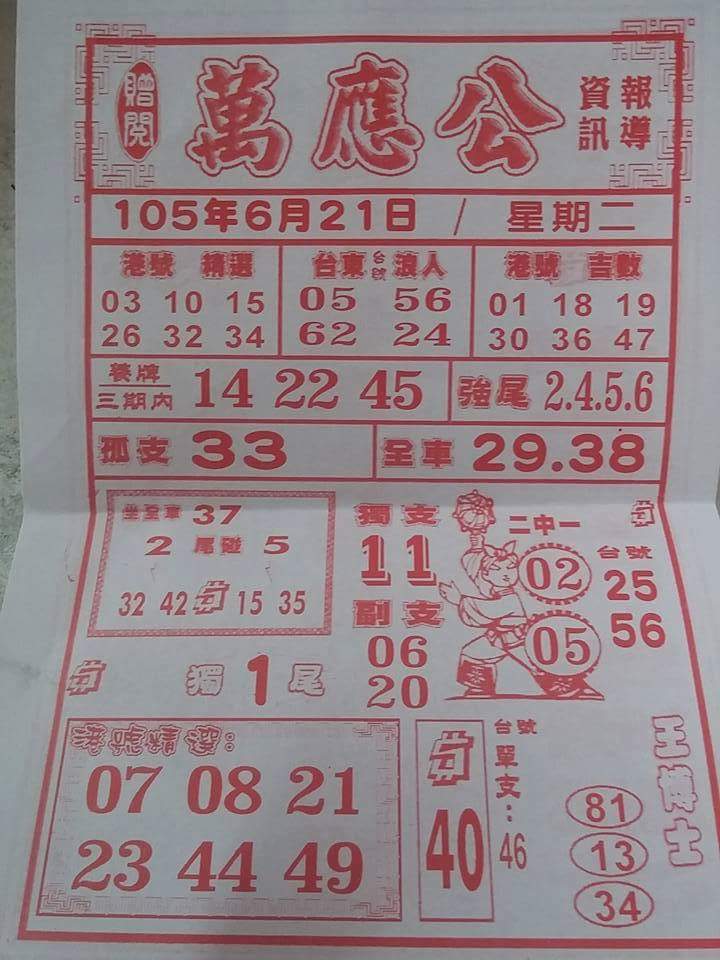 贈閱
萬應公
資訊
報導
105年6月21日 / 星期二
港號 精選
03 10 15
26 32 34
台東台號浪人
05 56
62 24
港號 吉數
01 18 19
30 36 47
養牌
三期內
14 22 45
強尾 2.4.5.6
孤支 33
全車 29.38
坐全車 37
2 尾碰 5
32 42 15 35
獨 1 尾
獨支
11
副支
06
20
二中一
02
05
台號
25
56
港號精選:
07 08 21
23 44 49
40
台號
單支:
46
王博士
81
13
34